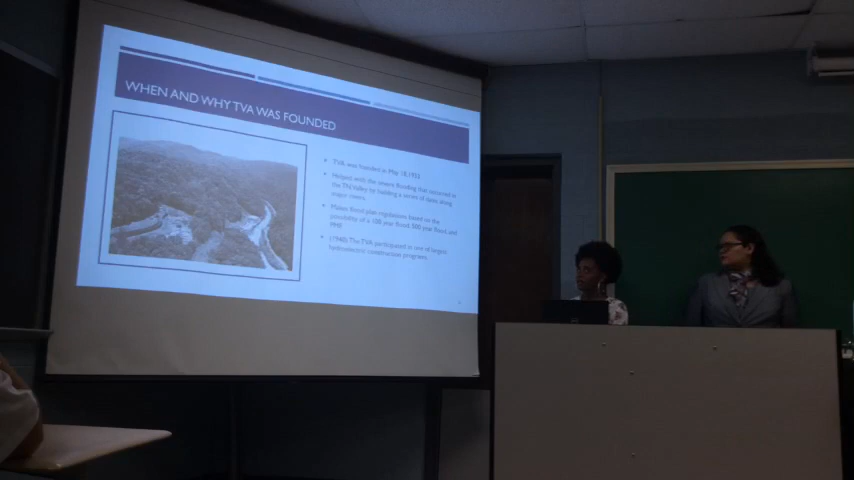 WHEN AND WHY TVA WAS FOUNDED
TVA was founded in May 18, 1933
Helped with the severe flooding that occurred in
the TN Valley by building a series of dams along
major rivers
Makes flood plan regulations based on the
possibility of a 100 year flood, 500 year flood, and
PMF
(1940) The TVA participated in one of largest
hydroelectric construction programs